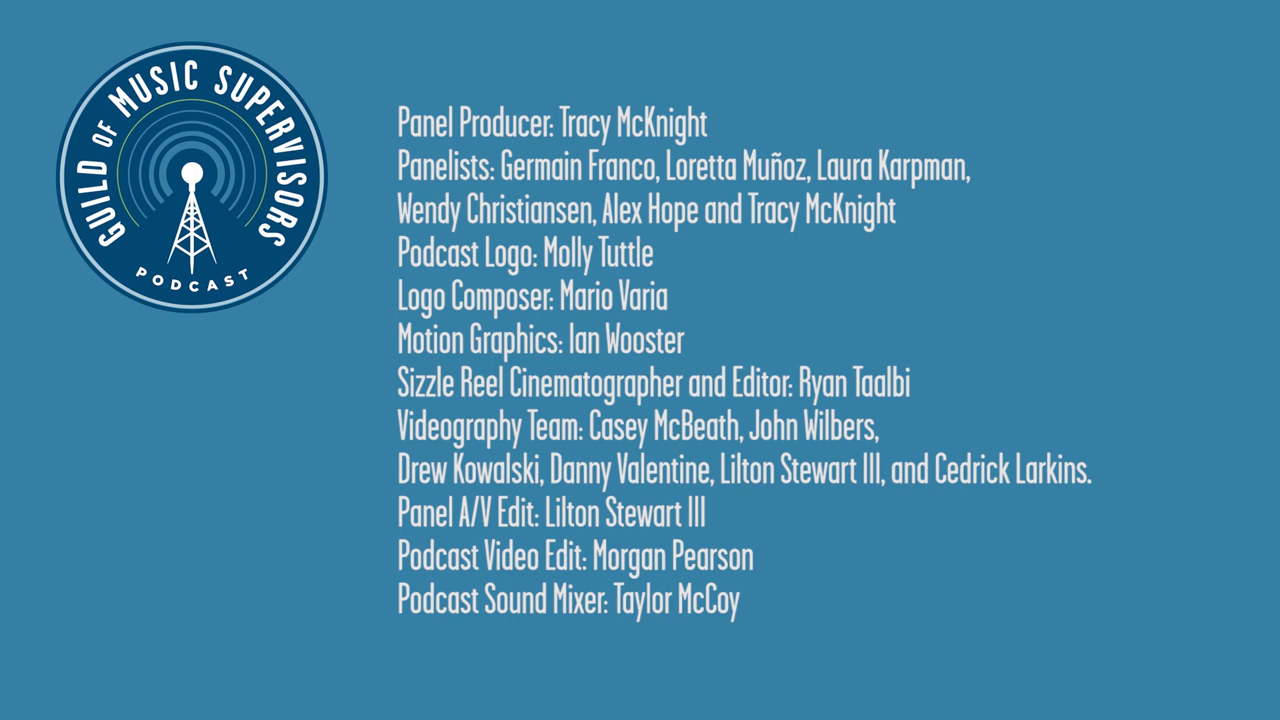 GUILD OF MUSIC SUPERVISORS
PODCAST
Panel Producer: Tracy McKnight
Panelists: Germain Franco, Loretta Muñoz, Laura Karpman,
Wendy Christiansen, Alex Hope and Tracy McKnight
Podcast Logo: Molly Tuttle
Logo Composer: Mario Varia
Motion Graphics: Ian Wooster
Sizzle Reel Cinematographer and Editor: Ryan Taalbi
Videography Team: Casey McBeath, John Wilbers,
Drew Kowalski, Danny Valentine, Lilton Stewart III, and Cedrick Larkins.
Panel A/V Edit: Lilton Stewart III
Podcast Video Edit: Morgan Pearson
Podcast Sound Mixer: Taylor McCoy